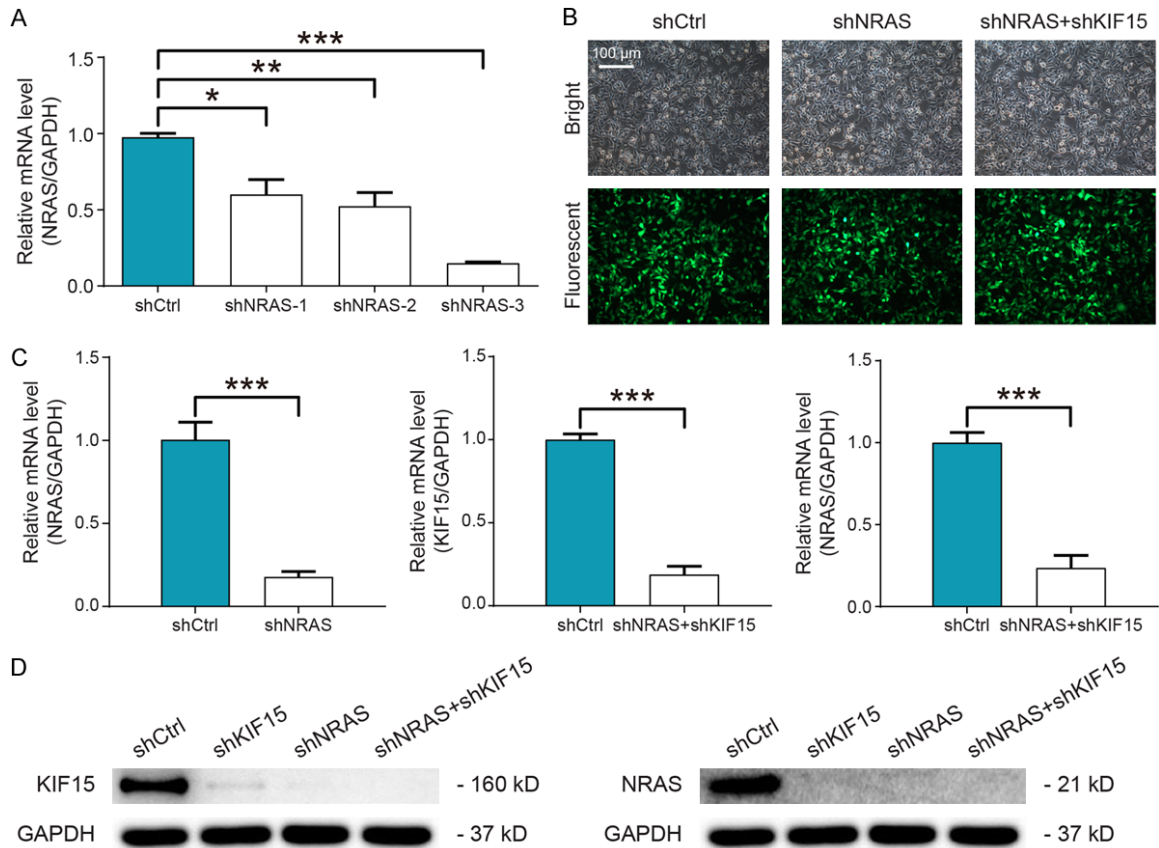 A
Relative mRNA level
(NRAS/GAPDH)
1.5
1.0
0.5
0.0
*
**
***
shCtrl
shNRAS-1
shNRAS-2
shNRAS-3
B
shCtrl
shNRAS
shNRAS+shKIF15
Bright
100 μm
Fluorescent
C
Relative mRNA level
(NRAS/GAPDH)
1.5
1.0
0.5
0.0
***
shCtrl
shNRAS
Relative mRNA level
(KIF15/GAPDH)
1.5
1.0
0.5
0.0
***
shCtrl
shNRAS+shKIF15
Relative mRNA level
(NRAS/GAPDH)
1.5
1.0
0.5
0.0
***
shCtrl
shNRAS+shKIF15
D
shCtrl
shKIF15
shNRAS
shNRAS+shKIF15
KIF15
- 160 kD
GAPDH
- 37 kD
shCtrl
shKIF15
shNRAS
shNRAS+shKIF15
NRAS
- 21 kD
GAPDH
- 37 kD